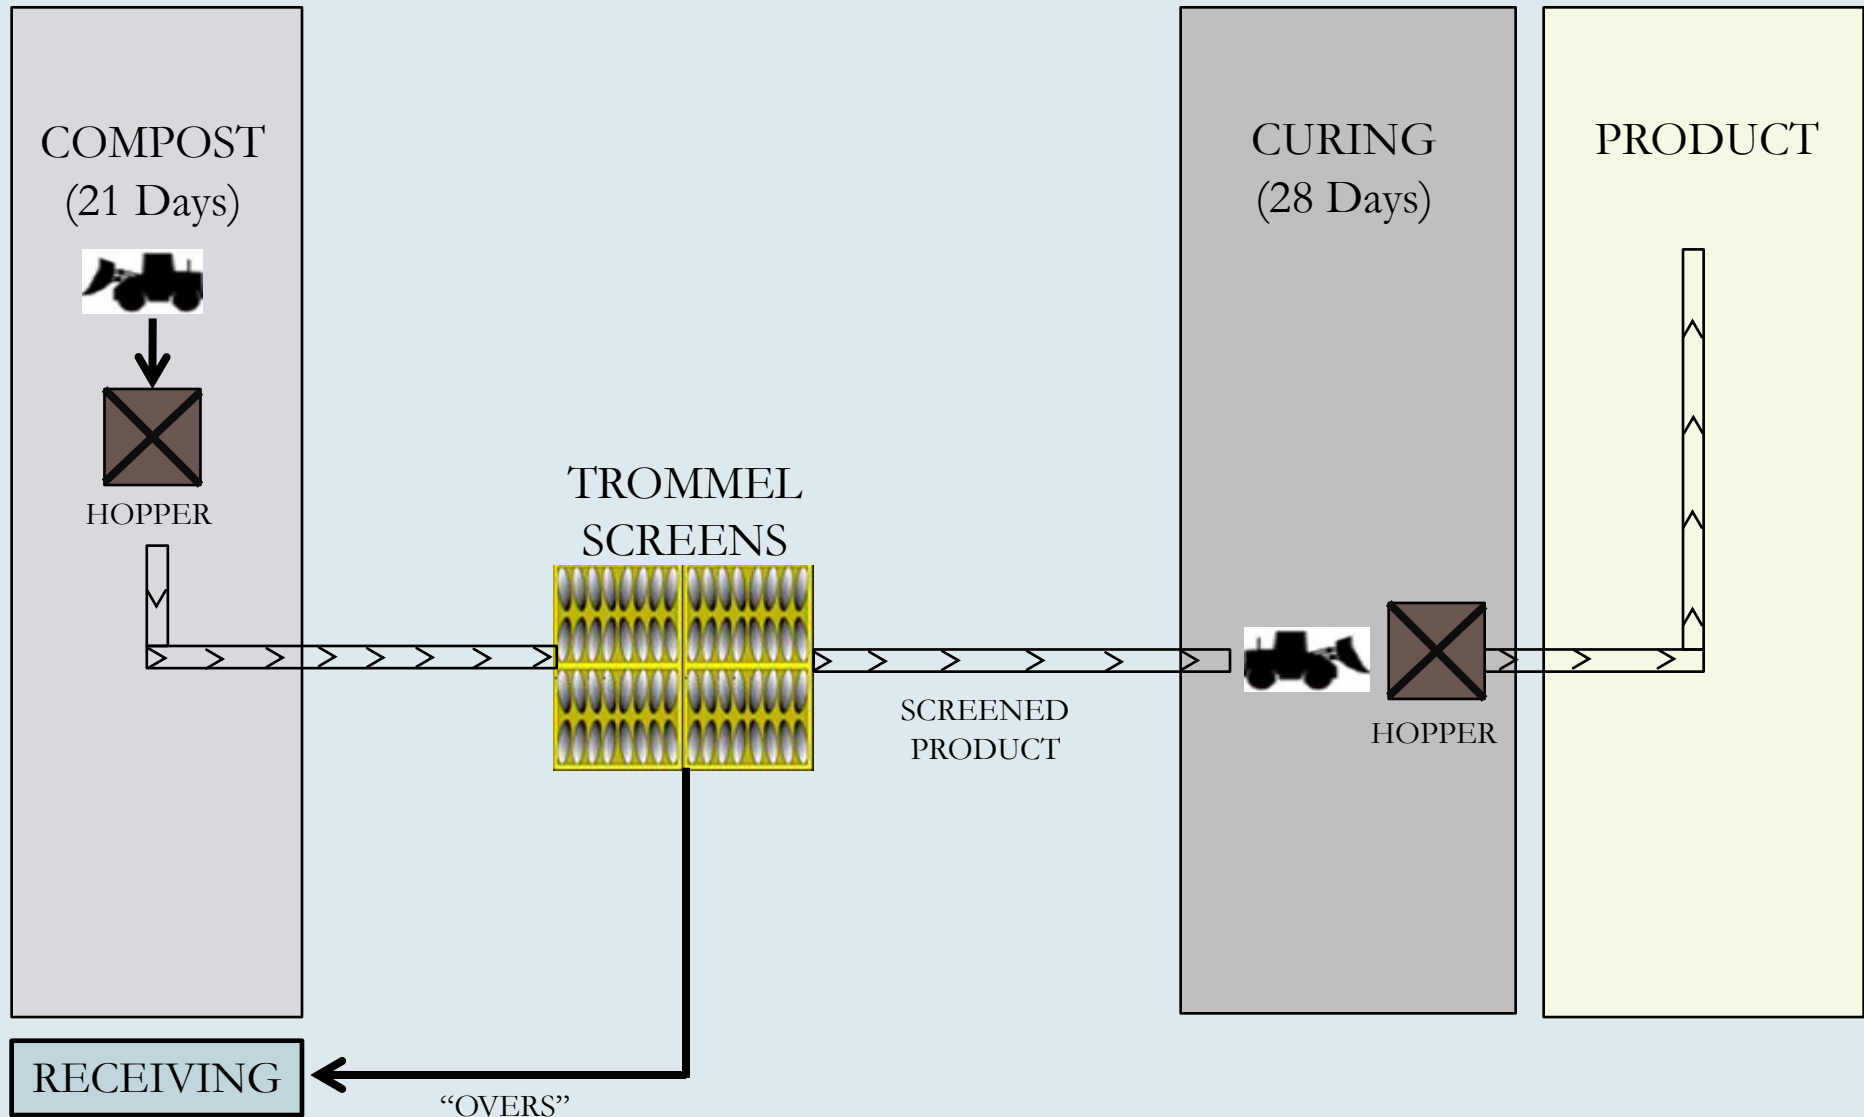 COMPOST
(21 Days)
HOPPER
TROMMEL
SCREENS
SCREENED
PRODUCT
CURING
(28 Days)
HOPPER
PRODUCT
RECEIVING
“OVERS”